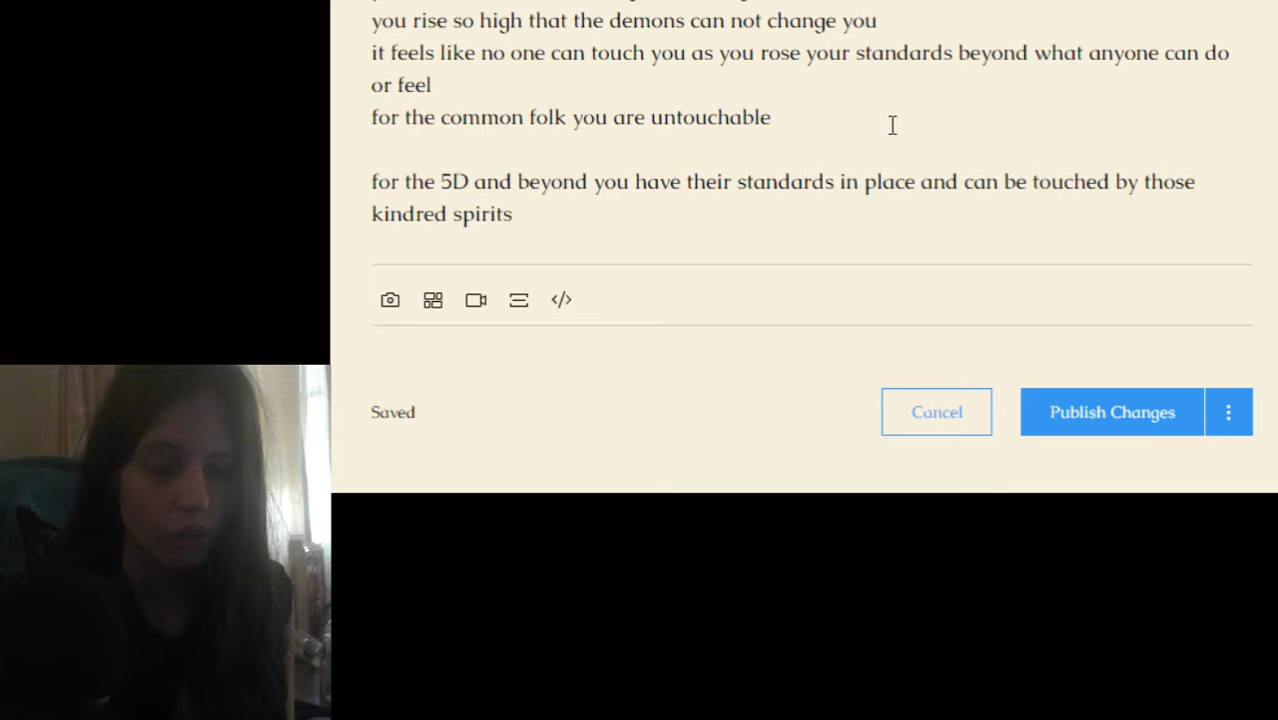 you rise so high that the demons can not change you
it feels like no one can touch you as you rose your standards beyond what anyone can do
or feel
for the common folk you are untouchable
for the 5D and beyond you have their standards in place and can be touched by those
kindred spirits
Saved
Cancel
Publish Changes